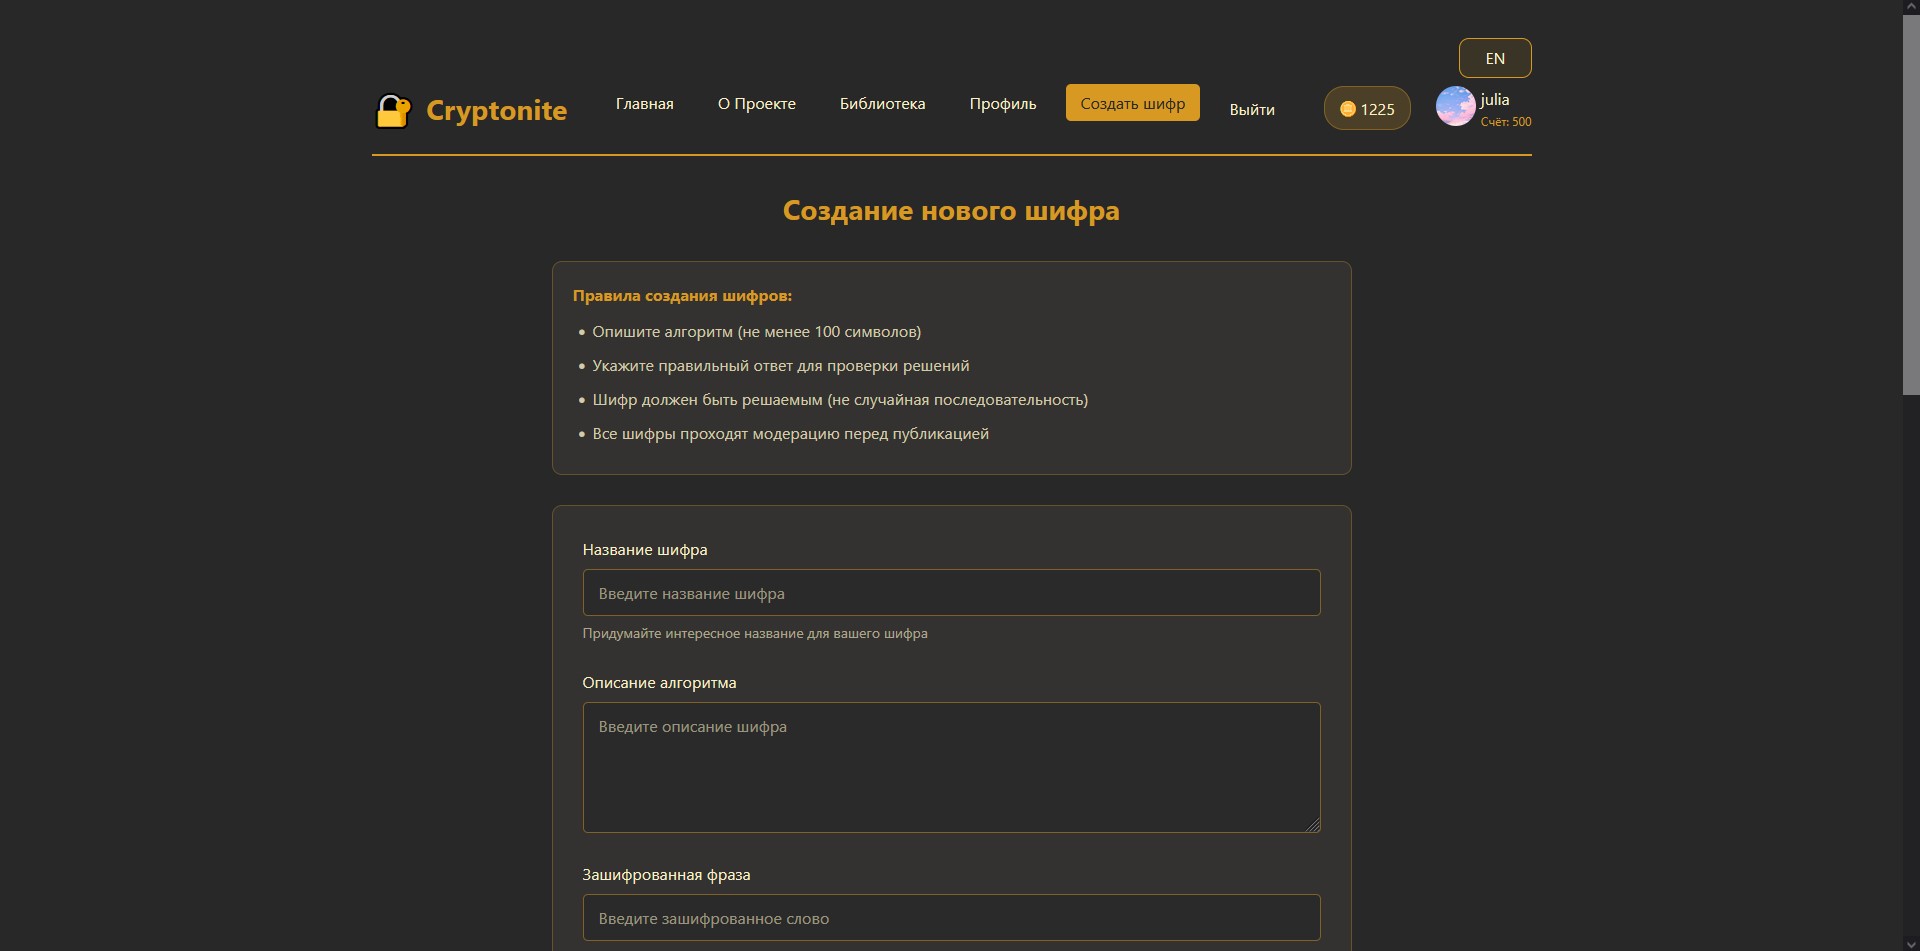 EN
Cryptonite
Главная
О Проекте
Библиотека
Профиль
Создать шифр
Выйти
1225
julia
Счёт: 500
Создание нового шифра
Правила создания шифров:
• Опишите алгоритм (не менее 100 символов)
• Укажите правильный ответ для проверки решений
• Шифр должен быть решаемым (не случайная последовательность)
• Все шифры проходят модерацию перед публикацией
Название шифра
Введите название шифра
Придумайте интересное название для вашего шифра
Описание алгоритма
Введите описание шифра
Зашифрованная фраза
Введите зашифрованное слово